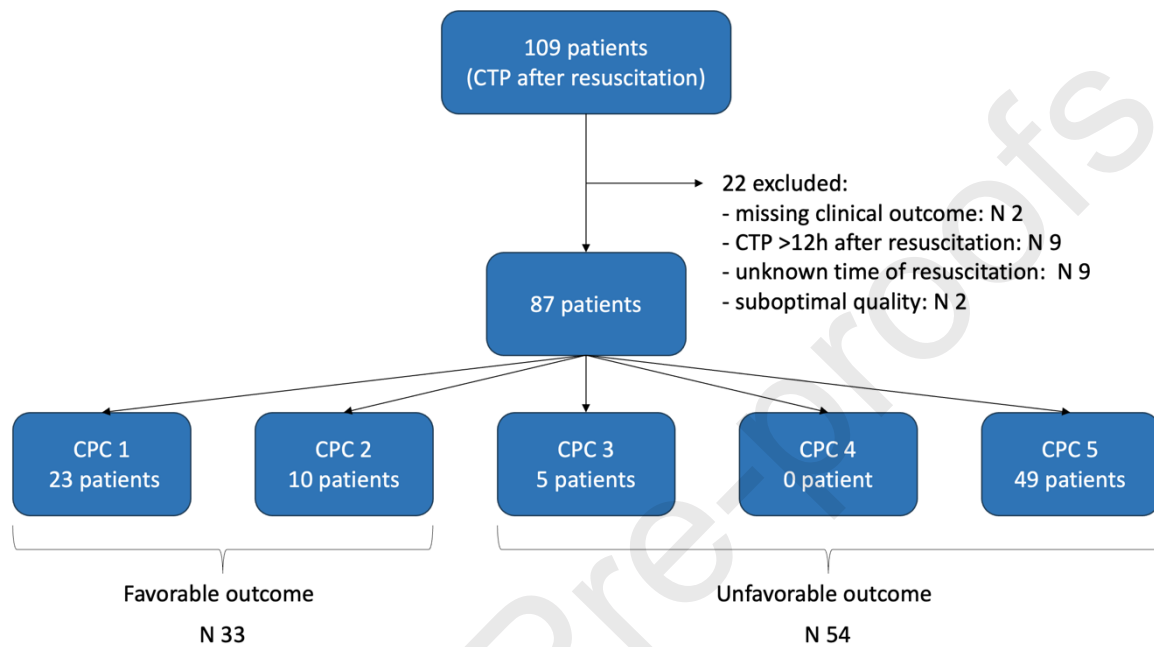 109 patients
(CTP after resuscitation)
22 excluded:
- missing clinical outcome: N 2
- CTP >12h after resuscitation: N 9
- unknown time of resuscitation:  N 9
- suboptimal quality: N 2
87 patients
CPC 1
23 patients
CPC 2
10 patients
CPC 3
5 patients
CPC 4
0 patient
CPC 5
49 patients
Favorable outcome
N 33
Unfavorable outcome
N 54
Pre-proofs